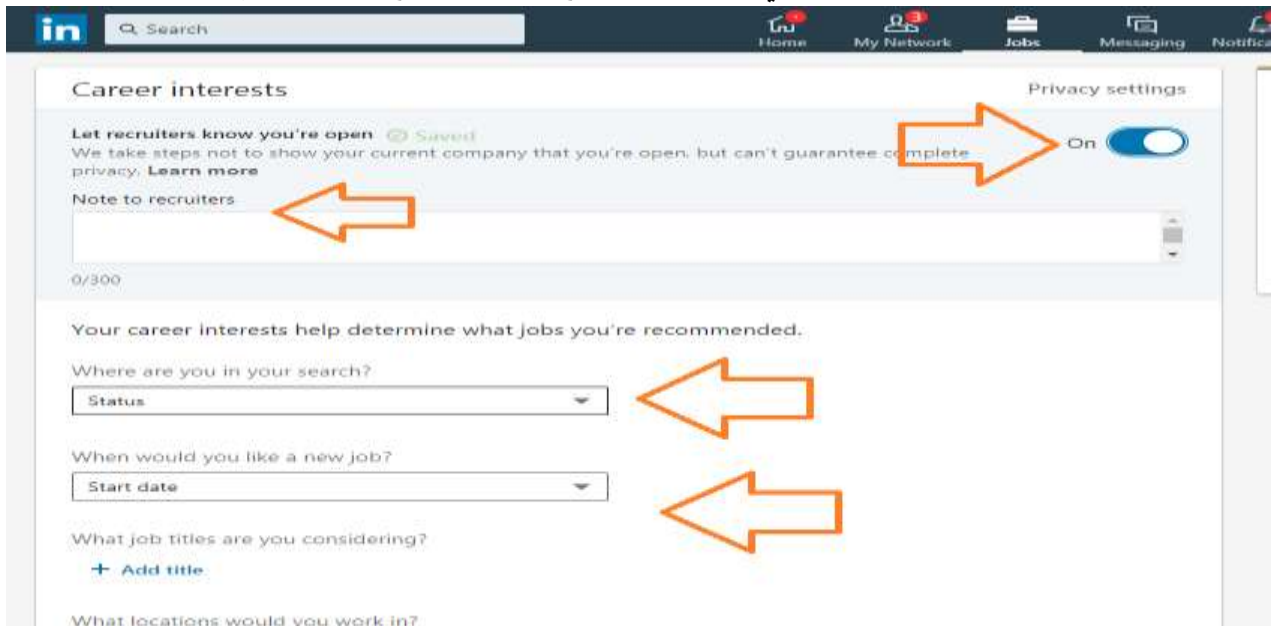 in Search
Home My Network Jobs Messaging
Career interests Privacy settings
Let recruiters know you're open Saved
We take steps not to show your current company that you're open, but can't guarantee complete
privacy. Learn more
On
Note to recruiters
0/300
Your career interests help determine what jobs you're recommended.
Where are you in your search?
Status
When would you like a new job?
Start date
What job titles are you considering?
+ Add title
What locations would you work in?